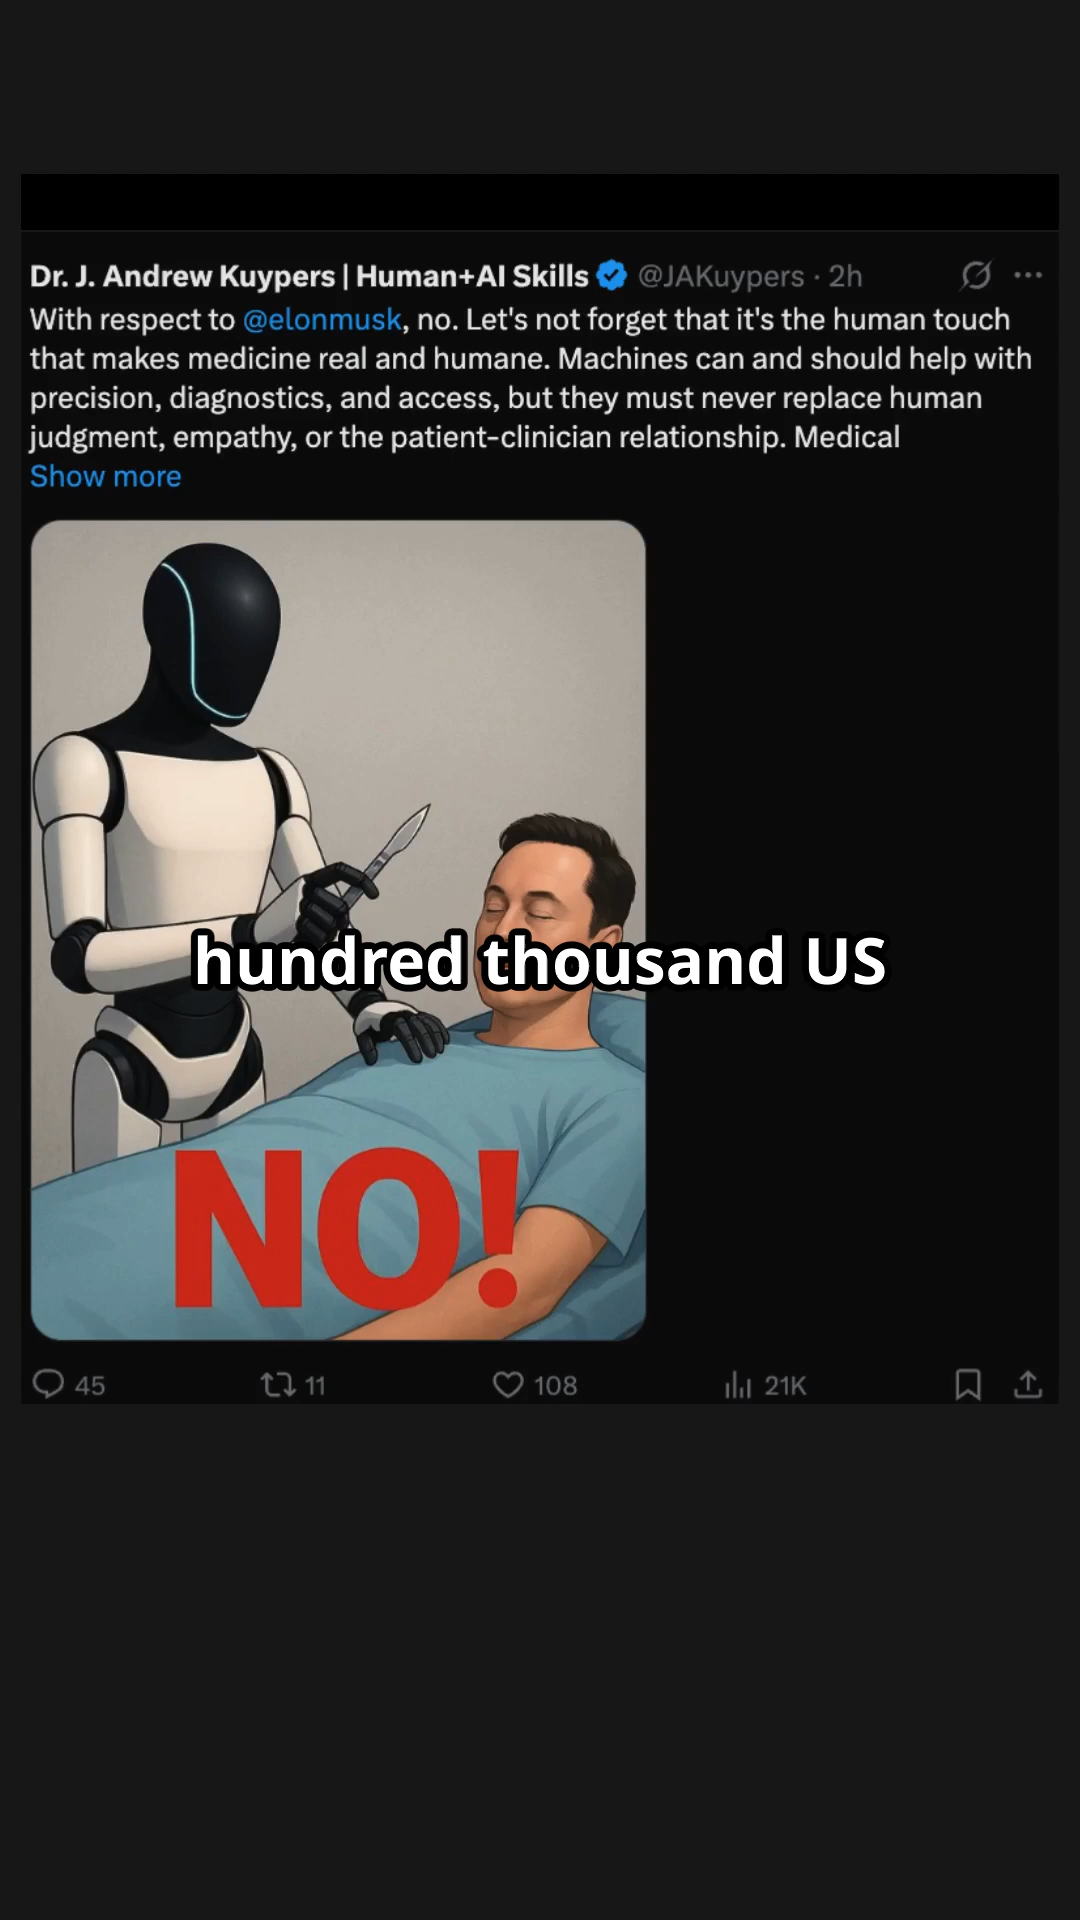 Dr. J. Andrew Kuypers | Human+AI Skills @JAKuypers · 2h
With respect to @elonmusk, no. Let's not forget that it's the human touch
that makes medicine real and humane. Machines can and should help with
precision, diagnostics, and access, but they must never replace human
judgment, empathy, or the patient-clinician relationship. Medical
Show more
hundred thousand US
NO!
45 11 108 21K